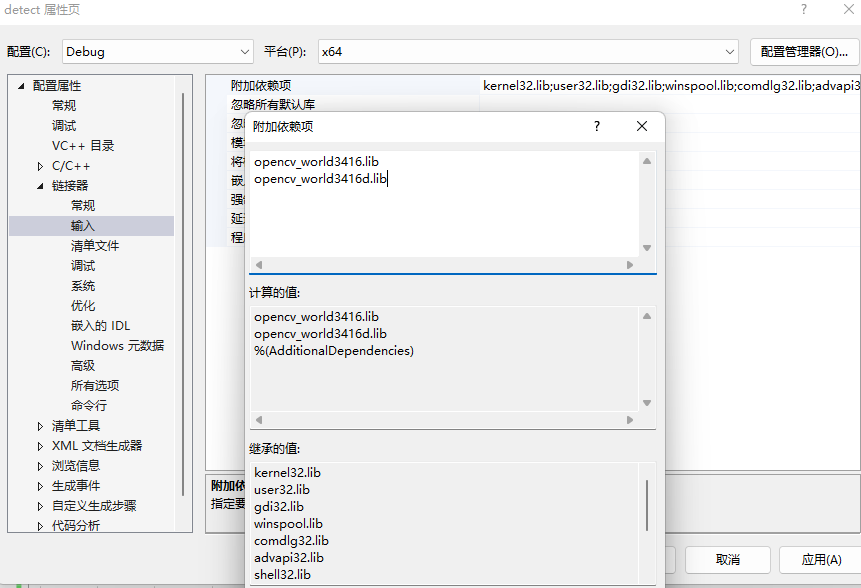 detect 属性页
配置(C): Debug 平台(P): x64 配置管理器(O)...
配置属性
常规
调试
VC++ 目录
C/C++
链接器
常规
输入
清单文件
调试
系统
优化
嵌入的 IDL
Windows 元数据
高级
所有选项
命令行
清单工具
XML 文档生成器
浏览信息
生成事件
自定义生成步骤
代码分析
附加依赖项 kernel32.lib;user32.lib;gdi32.lib;winspool.lib;comdlg32.lib;advapi3
忽略所有默认库
附加依赖项
?
opencv_world3416.lib
opencv_world3416d.lib
计算的值:
opencv_world3416.lib
opencv_world3416d.lib
%(AdditionalDependencies)
继承的值:
kernel32.lib
user32.lib
gdi32.lib
winspool.lib
comdlg32.lib
advapi32.lib
shell32.lib
附加依
指定要
取消 应用(A)